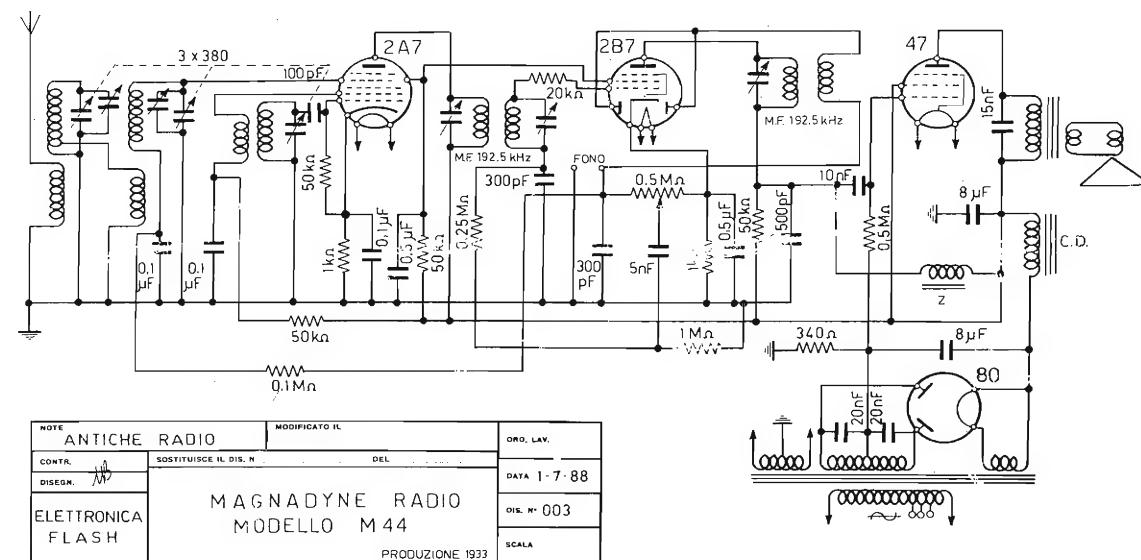 2A7
2B7
47
3 x 380
100 pF
20kΩ
15nF
M.F. 192.5 kHz
M.F. 192.5 kHz
50kΩ
300pF
FONO
0.5MΩ
10nF
8 µF
C.D.
0.1 µF
0.1 µF
1kΩ
0.1µF
0.5µF
50kΩ
0.25MΩ
300 pF
5nF
0.5µF
50kΩ
500pF
0.5MΩ
Z
50kΩ
1MΩ
340Ω
8µF
0.1MΩ
80
20nF
20nF
NOTE
ANTICHE RADIO
MODIFICATO IL
ORD. LAV.
CONTR.
SOSTITUISCE IL DIS. N
DEL
DISEGN.
DATA 1-7-88
ELETTRONICA FLASH
MAGNADYNE RADIO
MODELLO M44
DIS. N° 003
PRODUZIONE 1933
SCALA